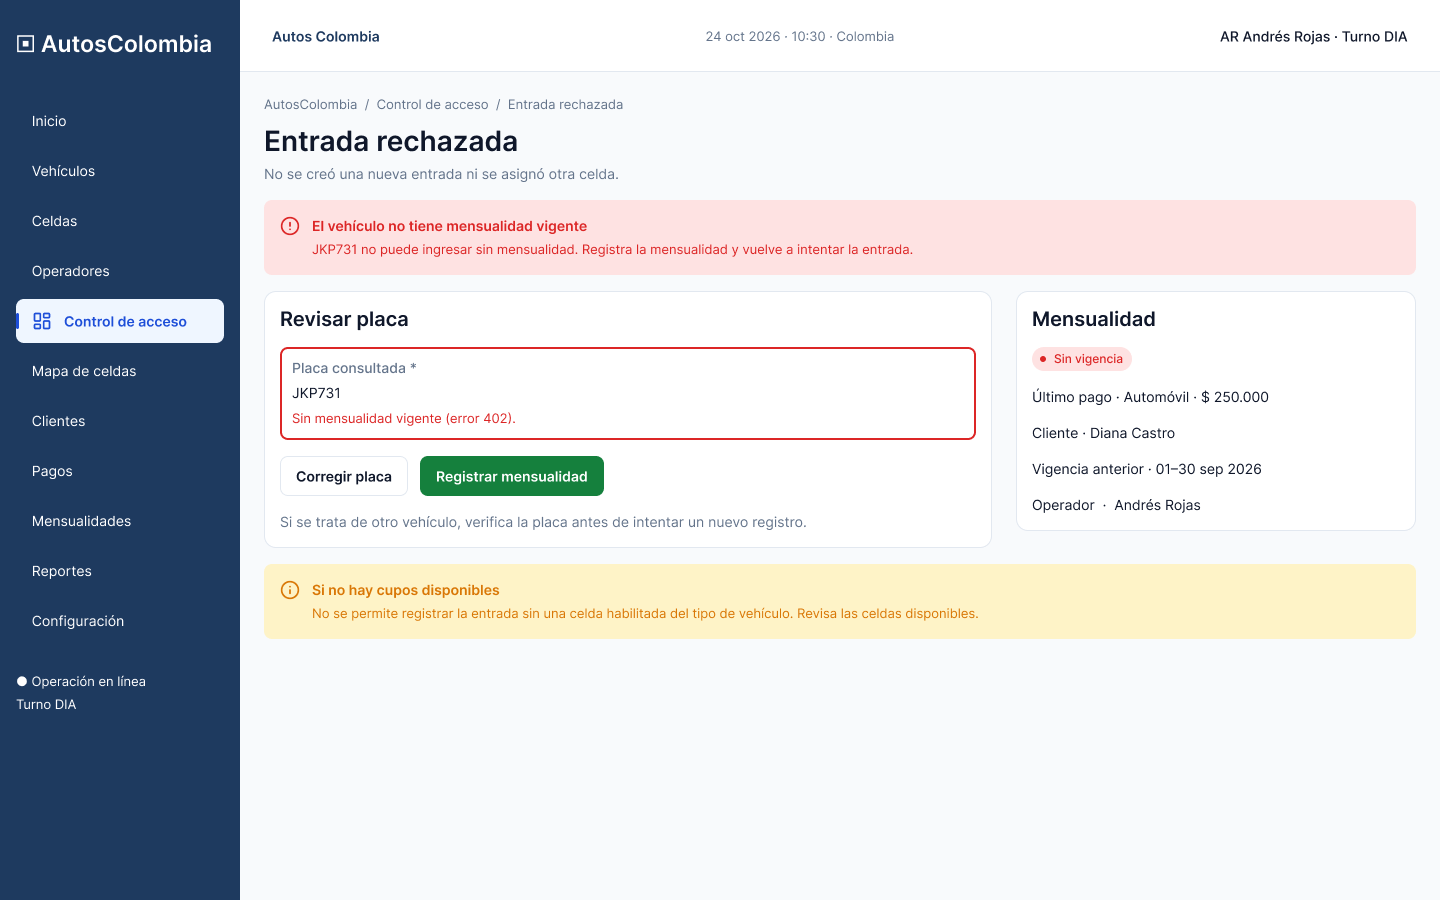 AutosColombia
Inicio
Vehículos
Celdas
Operadores
Control de acceso
Mapa de celdas
Clientes
Pagos
Mensualidades
Reportes
Configuración
Operación en línea
Turno DIA
Autos Colombia
24 oct 2026 · 10:30 · Colombia
AR Andrés Rojas · Turno DIA
AutosColombia / Control de acceso / Entrada rechazada
Entrada rechazada
No se creó una nueva entrada ni se asignó otra celda.
El vehículo no tiene mensualidad vigente
JKP731 no puede ingresar sin mensualidad. Registra la mensualidad y vuelve a intentar la entrada.
Revisar placa
Placa consultada *
JKP731
Sin mensualidad vigente (error 402).
Corregir placa
Registrar mensualidad
Si se trata de otro vehículo, verifica la placa antes de intentar un nuevo registro.
Mensualidad
Sin vigencia
Último pago · Automóvil · $ 250.000
Cliente · Diana Castro
Vigencia anterior · 01–30 sep 2026
Operador · Andrés Rojas
Si no hay cupos disponibles
No se permite registrar la entrada sin una celda habilitada del tipo de vehículo. Revisa las celdas disponibles.